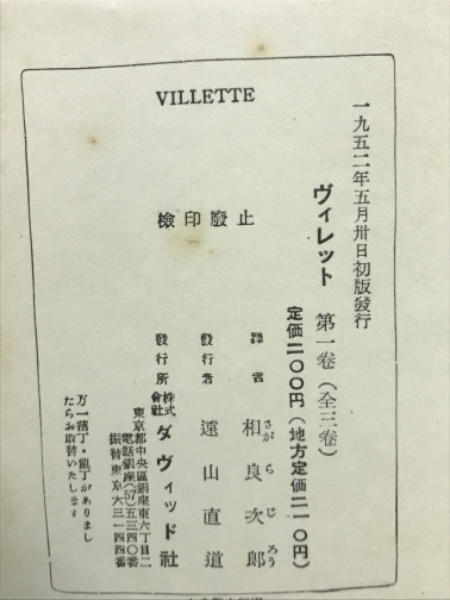 一九五二年五月卅日初版發行
VILLETTE
ヴィレット 第一卷（全三卷）
定価二〇〇円（地方定価二一〇円）
檢印廢止
譯者 相良次郎
さがら じろう
發行者 遠山直道
發行所 株式會社 ダヴィッド社
東京都中央區銀座東六丁目二
電話銀座(57)五三四〇番
振替東京六三一四四番
万一落丁・乱丁がありまし
たらお取替いたします